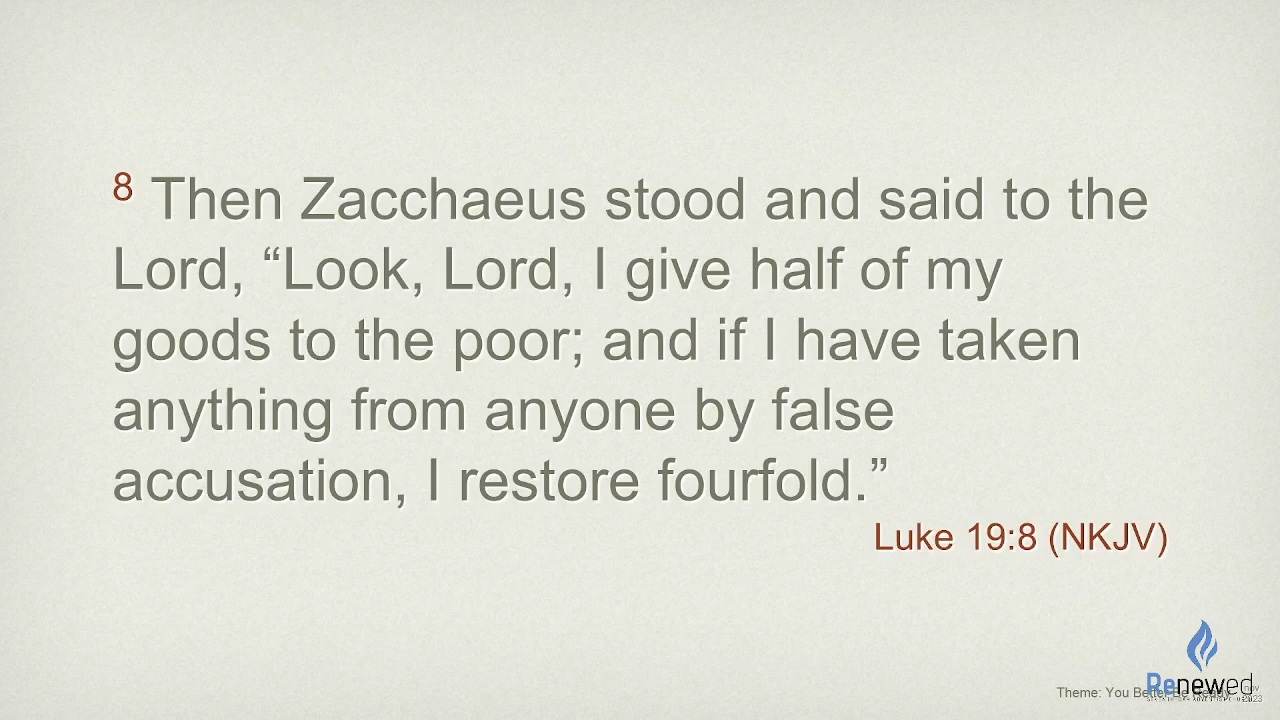 8 Then Zacchaeus stood and said to the
Lord, “Look, Lord, I give half of my
goods to the poor; and if I have taken
anything from anyone by false
accusation, I restore fourfold.”
Luke 19:8 (NKJV)
Renewed
Theme: You Better Be Ready